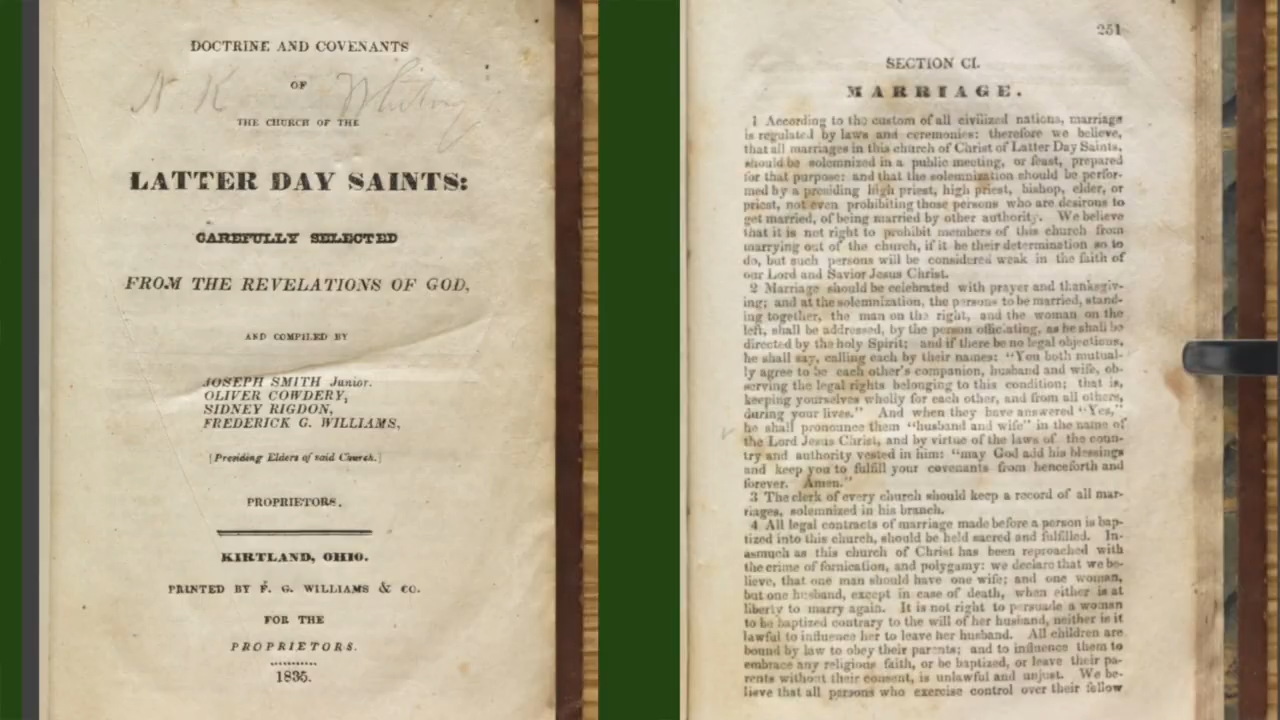 DOCTRINE AND COVENANTS
OF
N K Whitney
THE CHURCH OF THE
LATTER DAY SAINTS:
CAREFULLY SELECTED
FROM THE REVELATIONS OF GOD,
AND COMPILED BY
JOSEPH SMITH Junior.
OLIVER COWDERY,
SIDNEY RIGDON,
FREDERICK G. WILLIAMS,
[Presiding Elders of said Church.]
PROPRIETORS.
KIRTLAND, OHIO.
PRINTED BY F. G. WILLIAMS & CO.
FOR THE
PROPRIETORS.
1835.
251
SECTION CI.
MARRIAGE.
1 According to the custom of all civilized nations, marriage
is regulated by laws and ceremonies: therefore we believe,
that all marriages in this church of Christ of Latter Day Saints,
should be solemnized in a public meeting, or feast, prepared
for that purpose: and that the solemnization should be perfor-
med by a presiding high priest, high priest, bishop, elder, or
priest, not even prohibiting those persons who are desirous to
get married, of being married by other authority. We believe
that it is not right to prohibit members of this church from
marrying out of the church, if it be their determination so to
do, but such persons will be considered weak in the faith of
our Lord and Savior Jesus Christ.
2 Marriage should be celebrated with prayer and thanksgiv-
ing; and at the solemnization, the persons to be married, stand-
ing together, the man on the right, and the woman on the
left, shall be addressed, by the person officiating, as he shall be
directed by the holy Spirit; and if there be no legal objections,
he shall say, calling each by their names: "You both mutual-
ly agree to be each other's companion, husband and wife, ob-
serving the legal rights belonging to this condition; that is,
keeping yourselves wholly for each other, and from all others,
during your lives." And when they have answered "Yes,"
he shall pronounce them "husband and wife" in the name of
the Lord Jesus Christ, and by virtue of the laws of the coun-
try and authority vested in him: "may God add his blessings
and keep you to fulfill your covenants from henceforth and
forever. Amen."
3 The clerk of every church should keep a record of all mar-
riages, solemnized in his branch.
4 All legal contracts of marriage made before a person is bap-
tized into this church, should be held sacred and fulfilled. In-
asmuch as this church of Christ has been reproached with
the crime of fornication, and polygamy: we declare that we be-
lieve, that one man should have one wife; and one woman,
but one husband, except in case of death, when either is at
liberty to marry again. It is not right to persuade a woman
to be baptized contrary to the will of her husband, neither is it
lawful to influence her to leave her husband. All children are
bound by law to obey their parents; and to influence them to
embrace any religious faith, or be baptized, or leave their pa-
rents without their consent, is unlawful and unjust. We be-
lieve that all persons who exercise control over their fellow